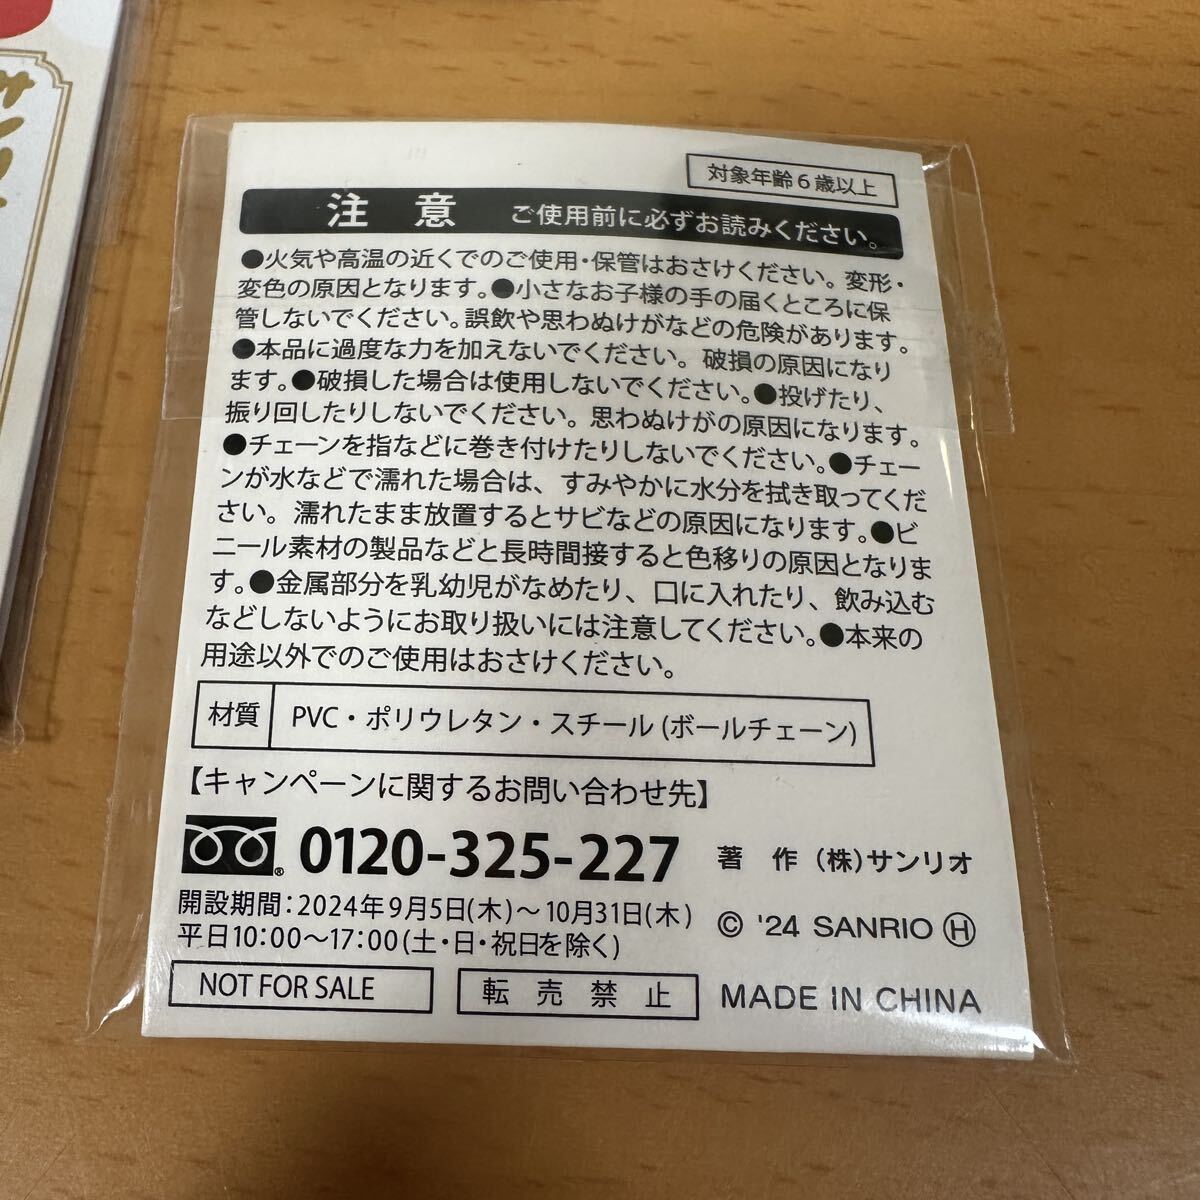 対象年齢6歳以上
注意 ご使用前に必ずお読みください。
●火気や高温の近くでのご使用・保管はおさけください。変形・
変色の原因となります。●小さなお子様の手の届くところに保
管しないでください。誤飲や思わぬけがなどの危険があります。
●本品に過度な力を加えないでください。破損の原因になり
ます。●破損した場合は使用しないでください。●投げたり、
振り回したりしないでください。思わぬけがの原因になります。
●チェーンを指などに巻き付けたりしないでください。●チェー
ンが水などで濡れた場合は、すみやかに水分を拭き取ってくだ
さい。濡れたまま放置するとサビなどの原因になります。●ビ
ニール素材の製品などと長時間接すると色移りの原因となりま
す。●金属部分を乳幼児がなめたり、口に入れたり、飲み込む
などしないようにお取り扱いには注意してください。●本来の
用途以外でのご使用はおさけください。
材質 PVC・ポリウレタン・スチール(ボールチェーン)
【キャンペーンに関するお問い合わせ先】
0120-325-227
開設期間:2024年9月5日(木)～10月31日(木)
平日10:00～17:00(土・日・祝日を除く)
著作 (株)サンリオ
© '24 SANRIO Ⓗ
NOT FOR SALE
転売禁止
MADE IN CHINA